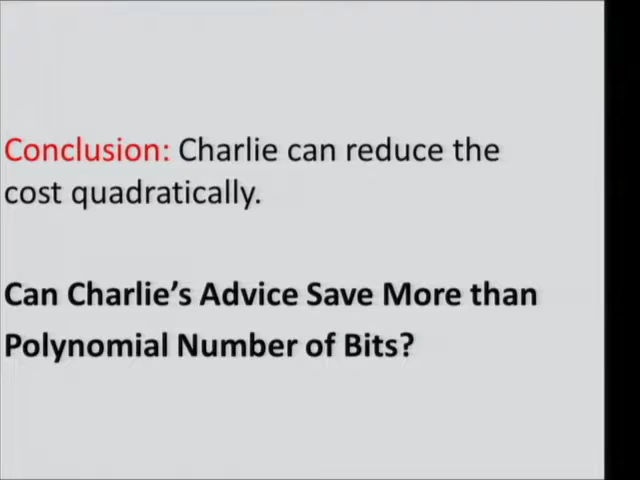 Conclusion: Charlie can reduce the
cost quadratically.
Can Charlie’s Advice Save More than
Polynomial Number of Bits?